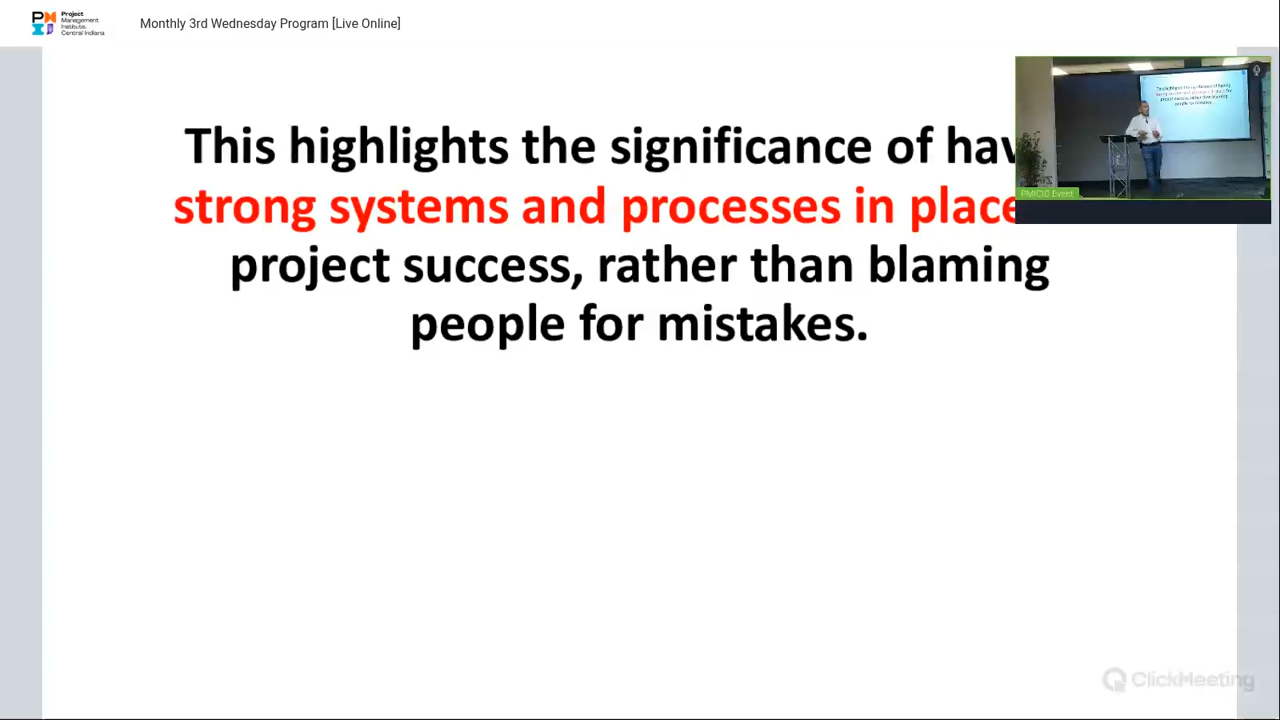 Project
Management
Institute.
Central Indiana
Monthly 3rd Wednesday Program [Live Online]
This highlights the significance of hav
strong systems and processes in place
project success, rather than blaming
people for mistakes.
PMICIC Event
ClickMeeting